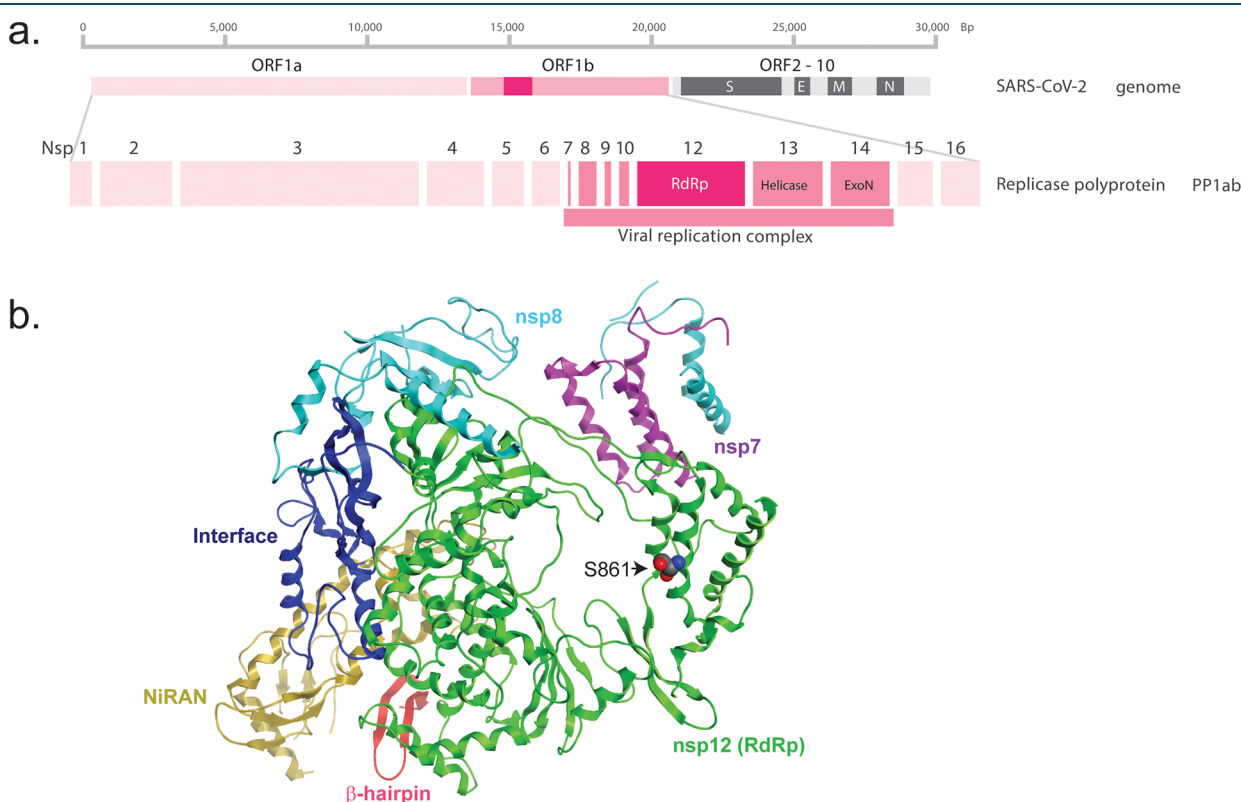 a.
0 5,000 10,000 15,000 20,000 25,000 30,000 Bp
ORF1a ORF1b ORF2 - 10
S E M N SARS-CoV-2 genome
Nsp 1 2 3 4 5 6 7 8 9 10 12 13 14 15 16
RdRp Helicase ExoN Replicase polyprotein PP1ab
Viral replication complex
b.
nsp8
nsp7
Interface
S861
NiRAN
nsp12 (RdRp)
β-hairpin